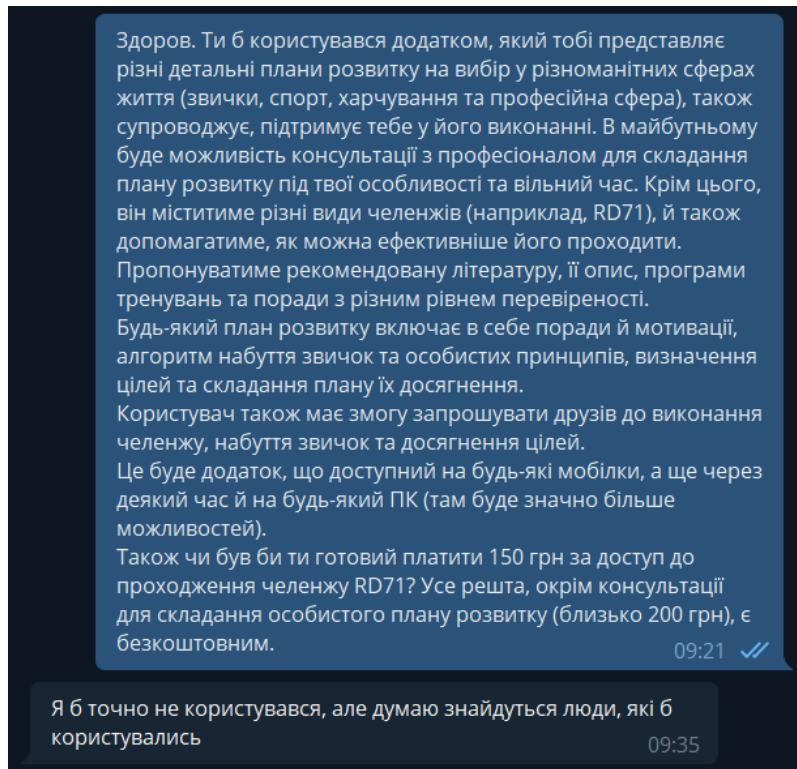 Здоров. Ти б користувався додатком, який тобі представляє
різні детальні плани розвитку на вибір у різноманітних сферах
життя (звички, спорт, харчування та професійна сфера), також
супроводжує, підтримує тебе у його виконанні. В майбутньому
буде можливість консультації з професіоналом для складання
плану розвитку під твої особливості та вільний час. Крім цього,
він міститиме різні види челенжів (наприклад, RD71), й також
допомагатиме, як можна ефективніше його проходити.
Пропонуватиме рекомендовану літературу, її опис, програми
тренувань та поради з різним рівнем перевіреності.
Будь-який план розвитку включає в себе поради й мотивації,
алгоритм набуття звичок та особистих принципів, визначення
цілей та складання плану їх досягнення.
Користувач також має змогу запрошувати друзів до виконання
челенжу, набуття звичок та досягнення цілей.
Це буде додаток, що доступний на будь-які мобілки, а ще через
деякий час й на будь-який ПК (там буде значно більше
можливостей).
Також чи був би ти готовий платити 150 грн за доступ до
проходження челенжу RD71? Усе решта, окрім консультації
для складання особистого плану розвитку (близько 200 грн), є
безкоштовним.
09:21
Я б точно не користувався, але думаю знайдуться люди, які б
користувались
09:35